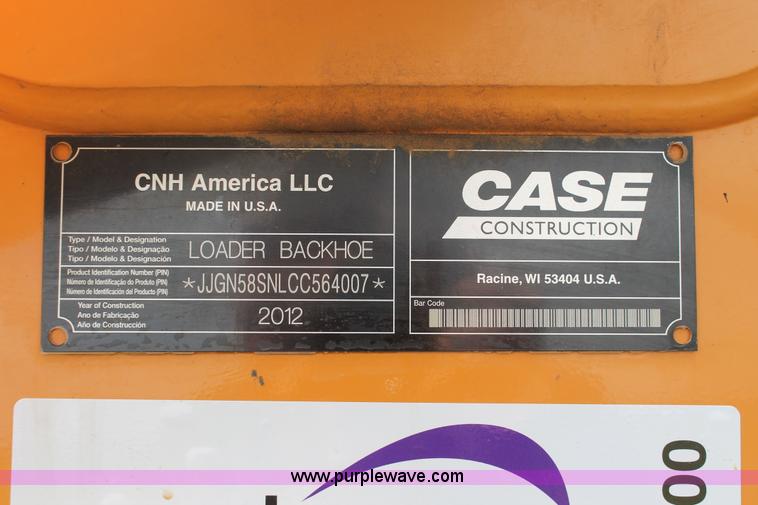 CNH America LLC
MADE IN U.S.A.
Type / Model & Designation
Tipo / Modelo & Designação
Tipo / Modelo & Designación
LOADER BACKHOE
Product Identification Number (PIN)
Número de Identificação do Produto (PIN)
Número de Identificación del Producto (PIN)
*JJGN58SNLCC564007*
Year of Construction
Ano de Fabricação
Año de Construcción
2012
CASE
CONSTRUCTION
Racine, WI 53404 U.S.A.
Bar Code
00
www.purplewave.com